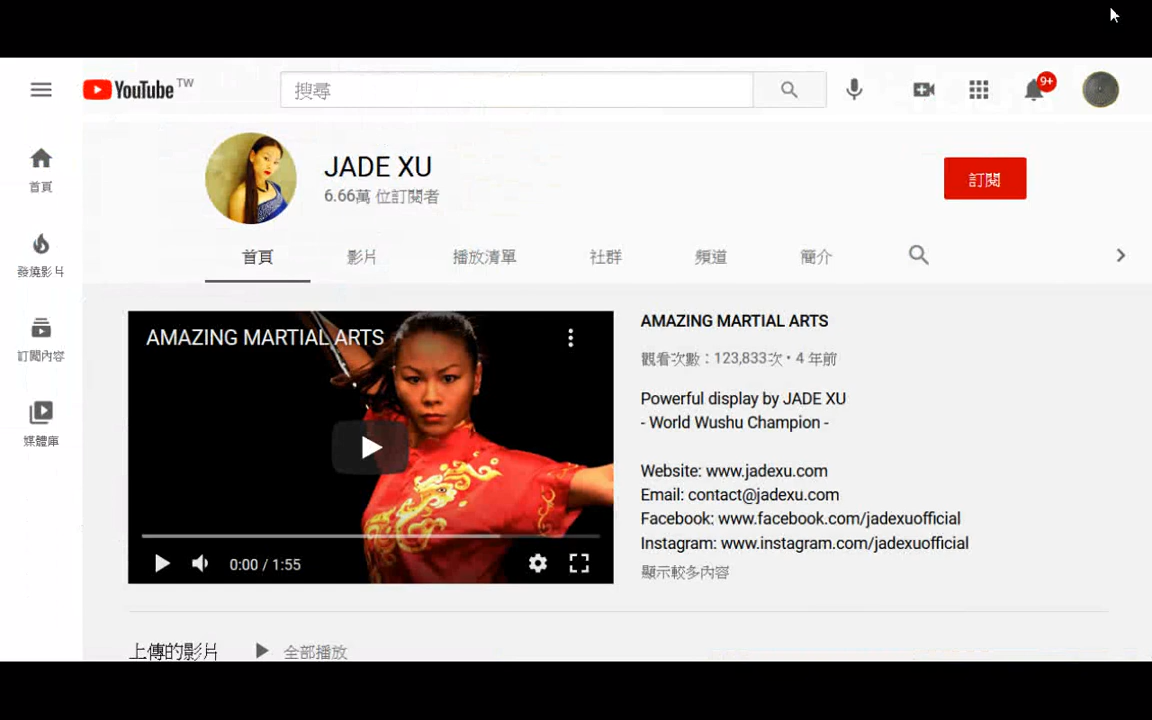 YouTube TW
搜尋
9+
首頁
發燒影片
訂閱內容
媒體庫
JADE XU
6.66萬 位訂閱者
訂閱
首頁 影片 播放清單 社群 頻道 簡介
AMAZING MARTIAL ARTS
0:00 / 1:55
AMAZING MARTIAL ARTS
觀看次數：123,833次・4 年前
Powerful display by JADE XU
- World Wushu Champion -
Website: www.jadexu.com
Email: contact@jadexu.com
Facebook: www.facebook.com/jadexuofficial
Instagram: www.instagram.com/jadexuofficial
顯示較多內容
上傳的影片 全部播放